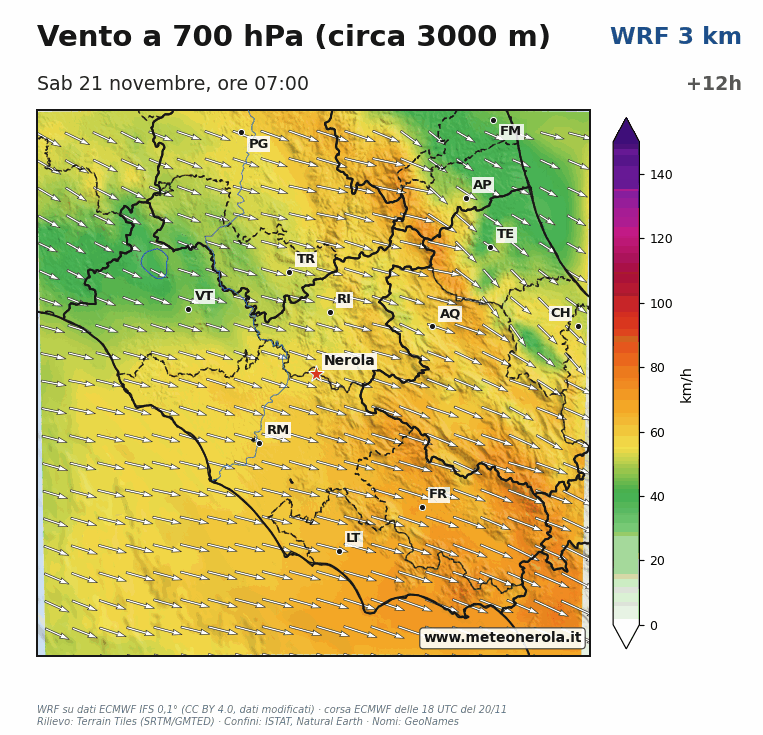 Vento a 700 hPa (circa 3000 m)
WRF 3 km
Sab 21 novembre, ore 07:00
+12h
FM
PG
AP
TE
TR
VT
RI
AQ
CH
Nerola
RM
FR
LT
www.meteonerola.it
140
120
100
80
60
40
20
0
km/h
WRF su dati ECMWF IFS 0,1° (CC BY 4.0, dati modificati) · corsa ECMWF delle 18 UTC del 20/11
Rilievo: Terrain Tiles (SRTM/GMTED) · Confini: ISTAT, Natural Earth · Nomi: GeoNames